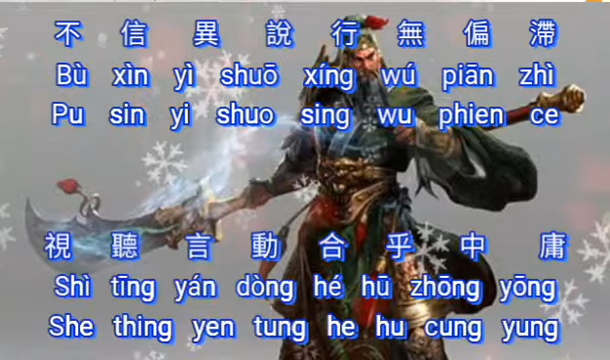 不 信 異 說 行 無 偏 滯
Bù xìn yì shuō xíng wú piān zhì
Pu sin yi shuo sing wu phien ce
視 聽 言 動 合 乎 中 庸
Shì tīng yán dòng hé hū zhōng yōng
She thing yen tung he hu cung yung